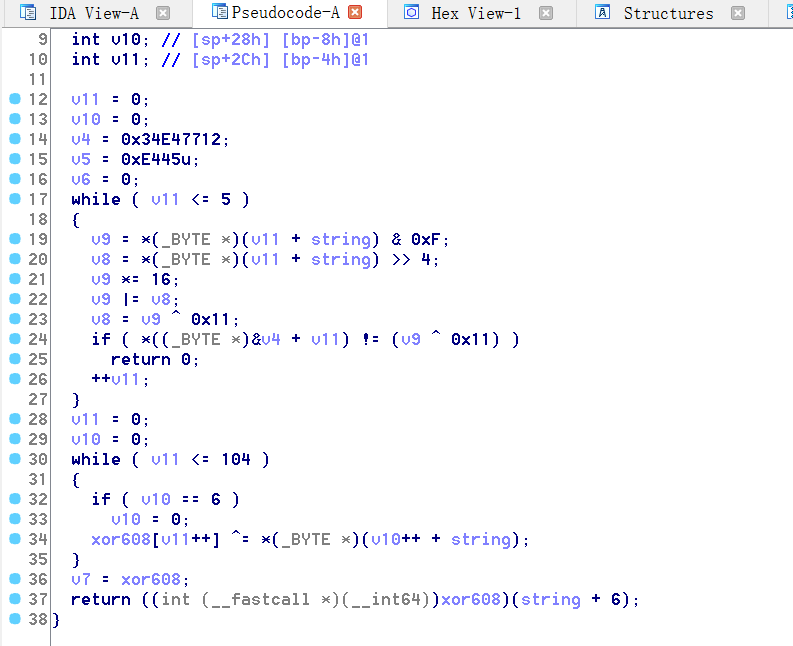 IDA View-A Pseudocode-A Hex View-1 A Structures
9 int v10; // [sp+28h] [bp-8h]@1
10 int v11; // [sp+2Ch] [bp-4h]@1
11
12 v11 = 0;
13 v10 = 0;
14 v4 = 0x34E47712;
15 v5 = 0xE445u;
16 v6 = 0;
17 while ( v11 <= 5 )
18 {
19 v9 = *(_BYTE *)(v11 + string) & 0xF;
20 v8 = *(_BYTE *)(v11 + string) >> 4;
21 v9 *= 16;
22 v9 |= v8;
23 v8 = v9 ^ 0x11;
24 if ( *((_BYTE *)&v4 + v11) != (v9 ^ 0x11) )
25 return 0;
26 ++v11;
27 }
28 v11 = 0;
29 v10 = 0;
30 while ( v11 <= 104 )
31 {
32 if ( v10 == 6 )
33 v10 = 0;
34 xor608[v11++] ^= *(_BYTE *)(v10++ + string);
35 }
36 v7 = xor608;
37 return ((int (__fastcall *)(__int64))xor608)(string + 6);
38 }